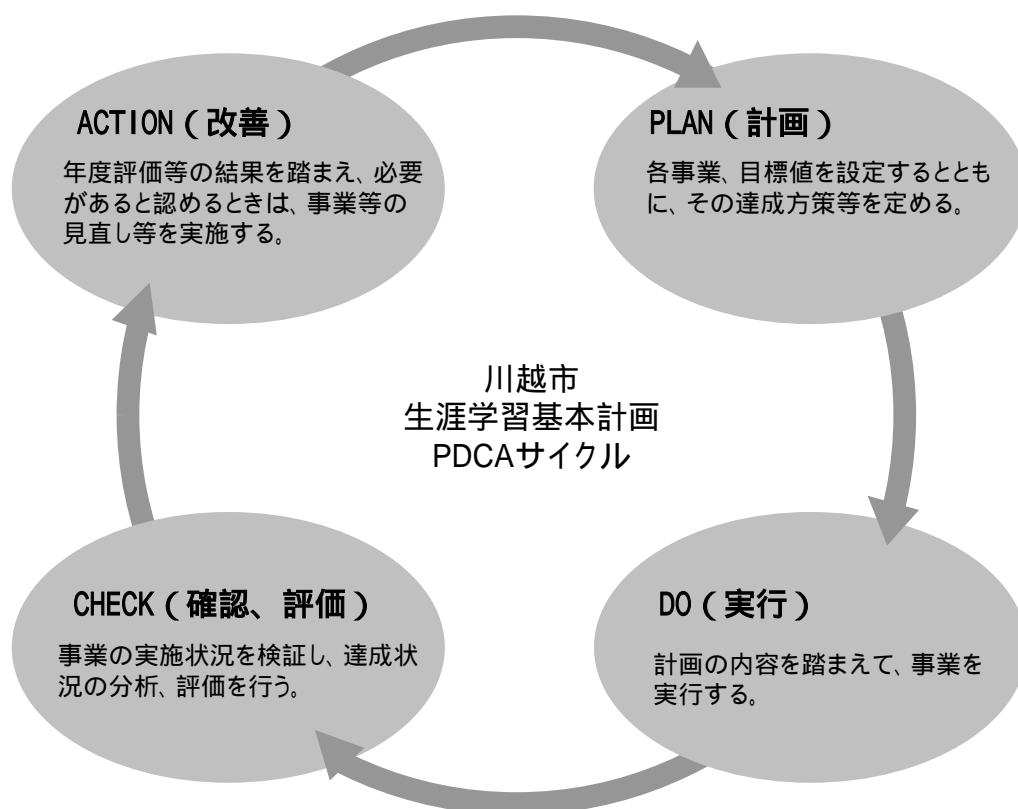 ACTION（改善）
年度評価等の結果を踏まえ、必要
があると認めるときは、事業等の
見直し等を実施する。
PLAN（計画）
各事業、目標値を設定するととも
に、その達成方策等を定める。
川越市
生涯学習基本計画
PDCAサイクル
CHECK（確認、評価）
事業の実施状況を検証し、達成状
況の分析、評価を行う。
DO（実行）
計画の内容を踏まえて、事業を
実行する。